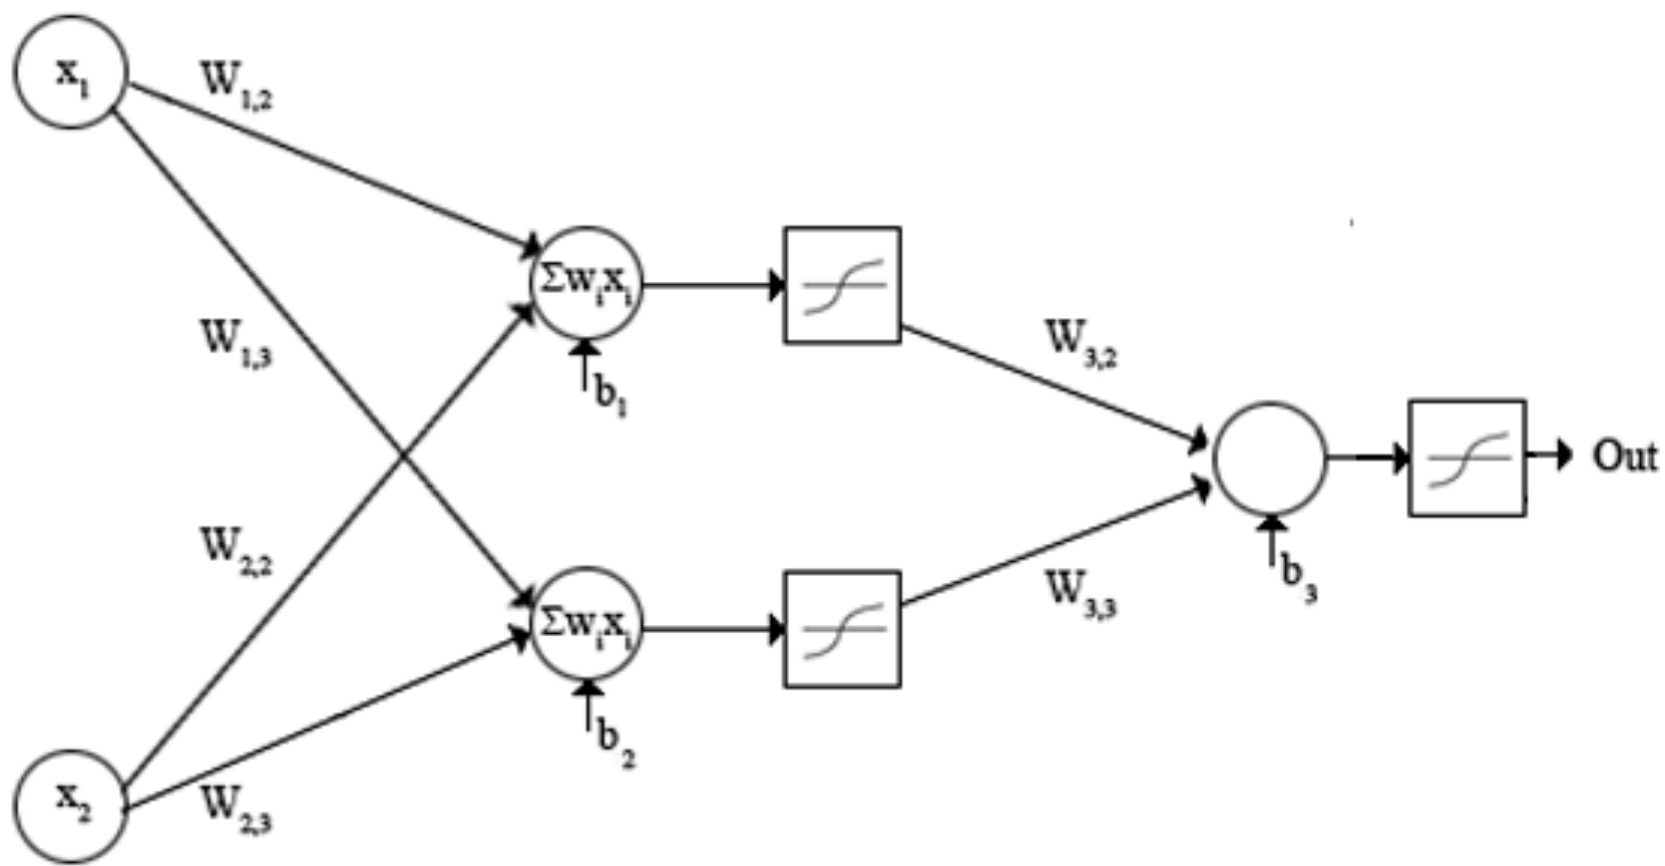 x₁
W₁,₂
Σwᵢxᵢ
W₁,₃
W₃,₂
b₁
Out
W₂,₂
b₃
W₃,₃
Σwᵢxᵢ
b₂
x₂
W₂,₃